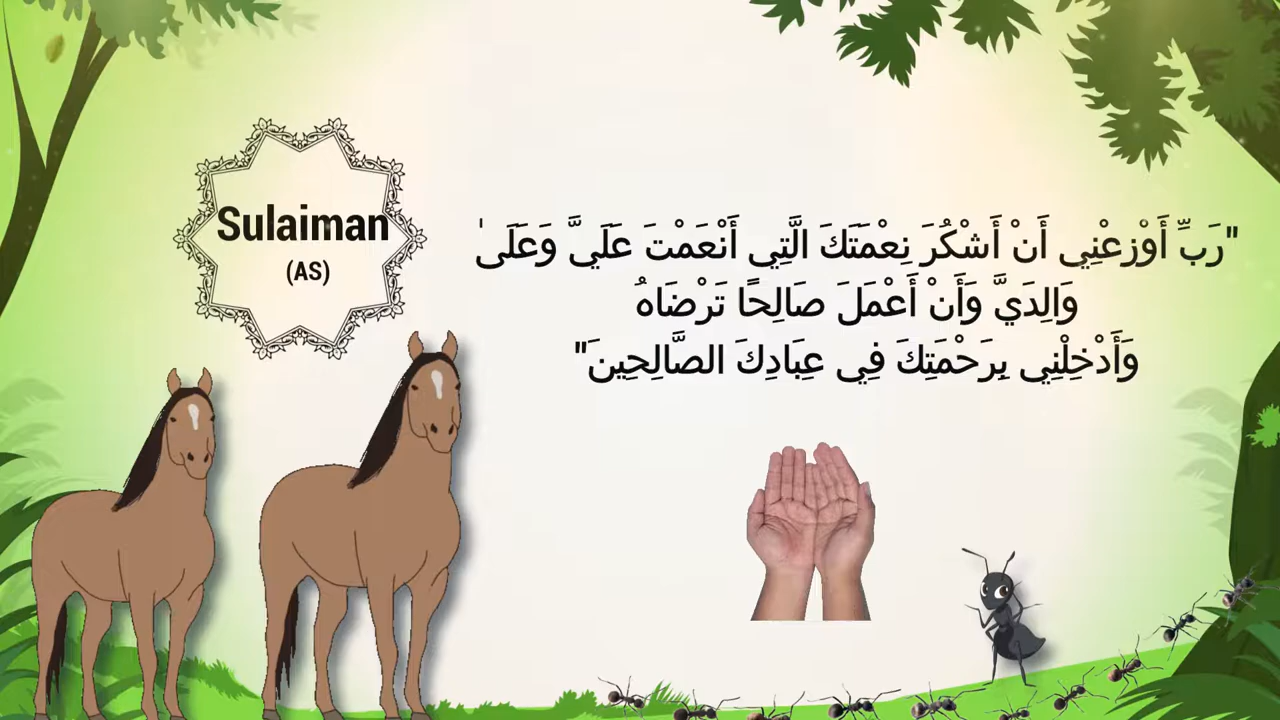 Sulaiman
(AS)
"رَبِّ أَوْزِعْنِي أَنْ أَشْكُرَ نِعْمَتَكَ الَّتِي أَنْعَمْتَ عَلَيَّ وَعَلَىٰ
وَالِدَيَّ وَأَنْ أَعْمَلَ صَالِحًا تَرْضَاهُ
وَأَدْخِلْنِي بِرَحْمَتِكَ فِي عِبَادِكَ الصَّالِحِينَ"